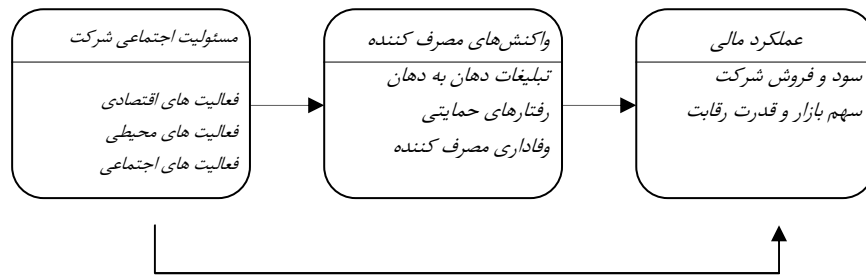 مسئولیت اجتماعی شرکت
فعالیت های اقتصادی
فعالیت های محیطی
فعالیت های اجتماعی
واکنش‌های مصرف کننده
تبلیغات دهان به دهان
رفتارهای حمایتی
وفاداری مصرف کننده
عملکرد مالی
سود و فروش شرکت
سهم بازار و قدرت رقابت